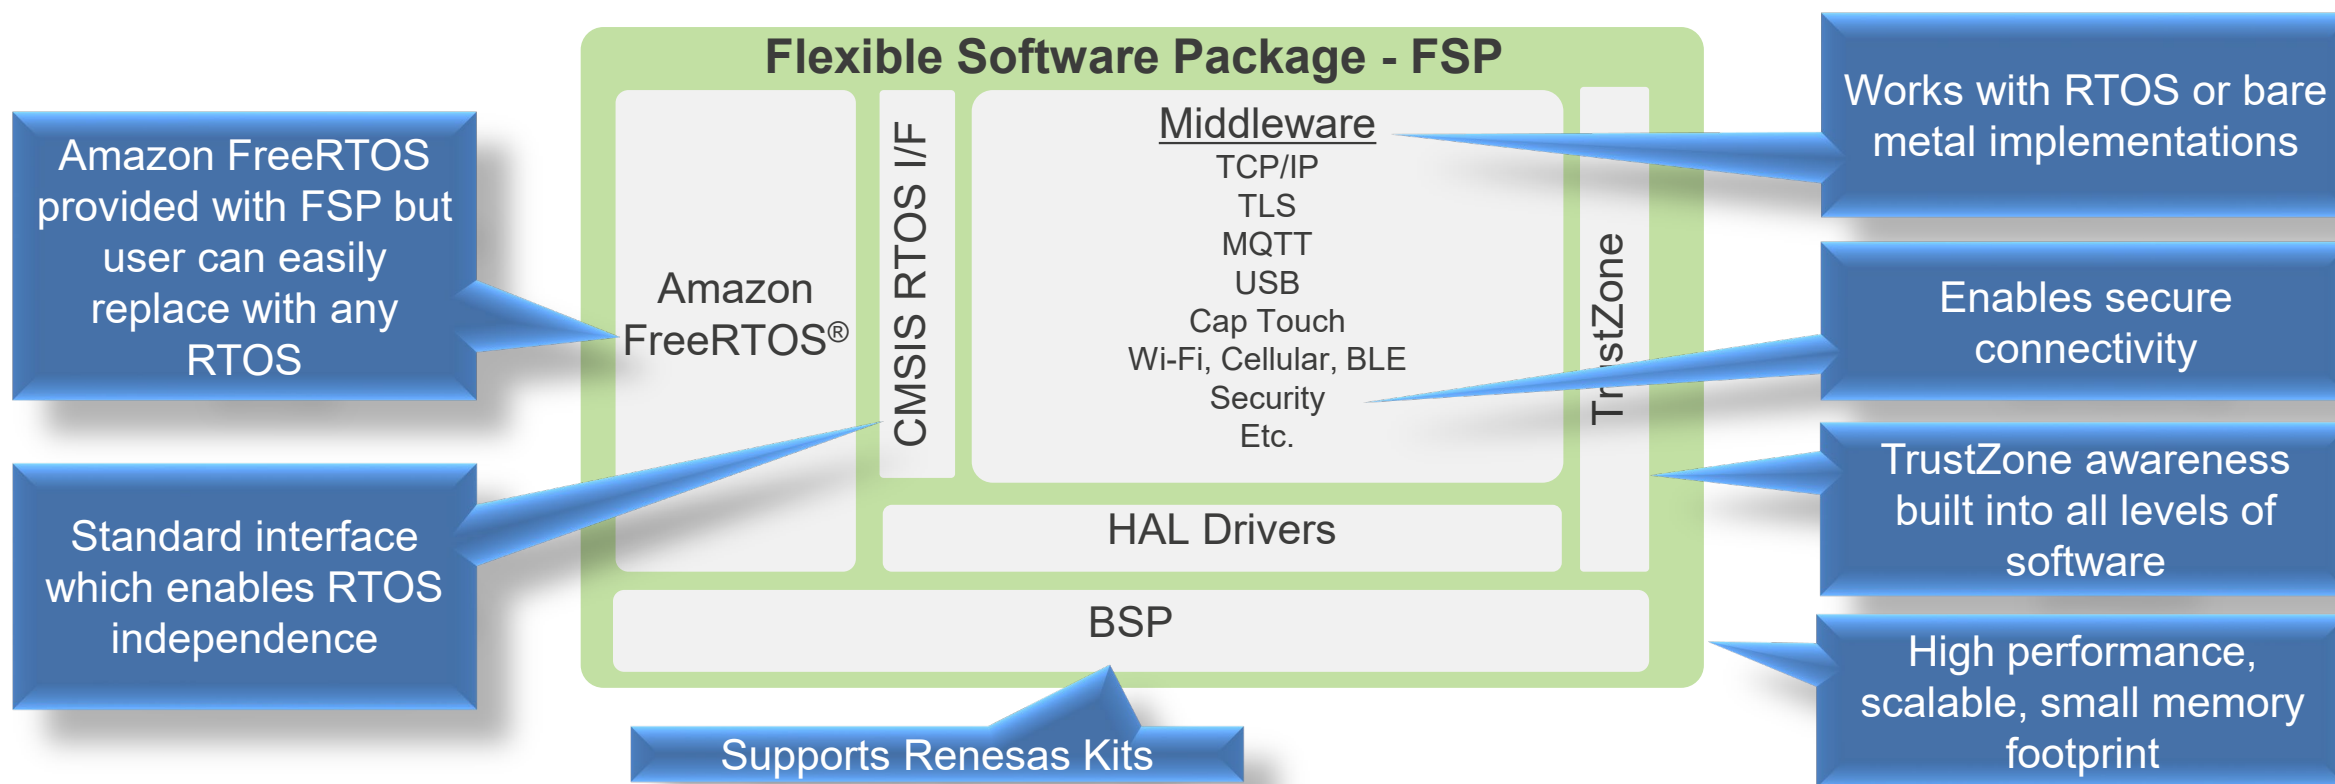 Flexible Software Package - FSP
Amazon FreeRTOS
provided with FSP but
user can easily
replace with any
RTOS
Standard interface
which enables RTOS
independence
Amazon
FreeRTOS®
CMSIS RTOS I/F
Middleware
TCP/IP
TLS
MQTT
USB
Cap Touch
Wi-Fi, Cellular, BLE
Security
Etc.
TrustZone
HAL Drivers
BSP
Supports Renesas Kits
Works with RTOS or bare
metal implementations
Enables secure
connectivity
TrustZone awareness
built into all levels of
software
High performance,
scalable, small memory
footprint